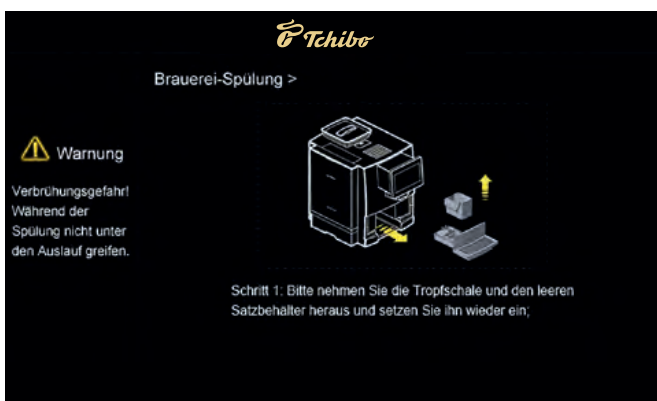 Tchibo
Brauerei-Spülung >
Warnung
Verbrühungsgefahr!
Während der
Spülung nicht unter
den Auslauf greifen.
Schritt 1: Bitte nehmen Sie die Tropfschale und den leeren
Satzbehälter heraus und setzen Sie ihn wieder ein;